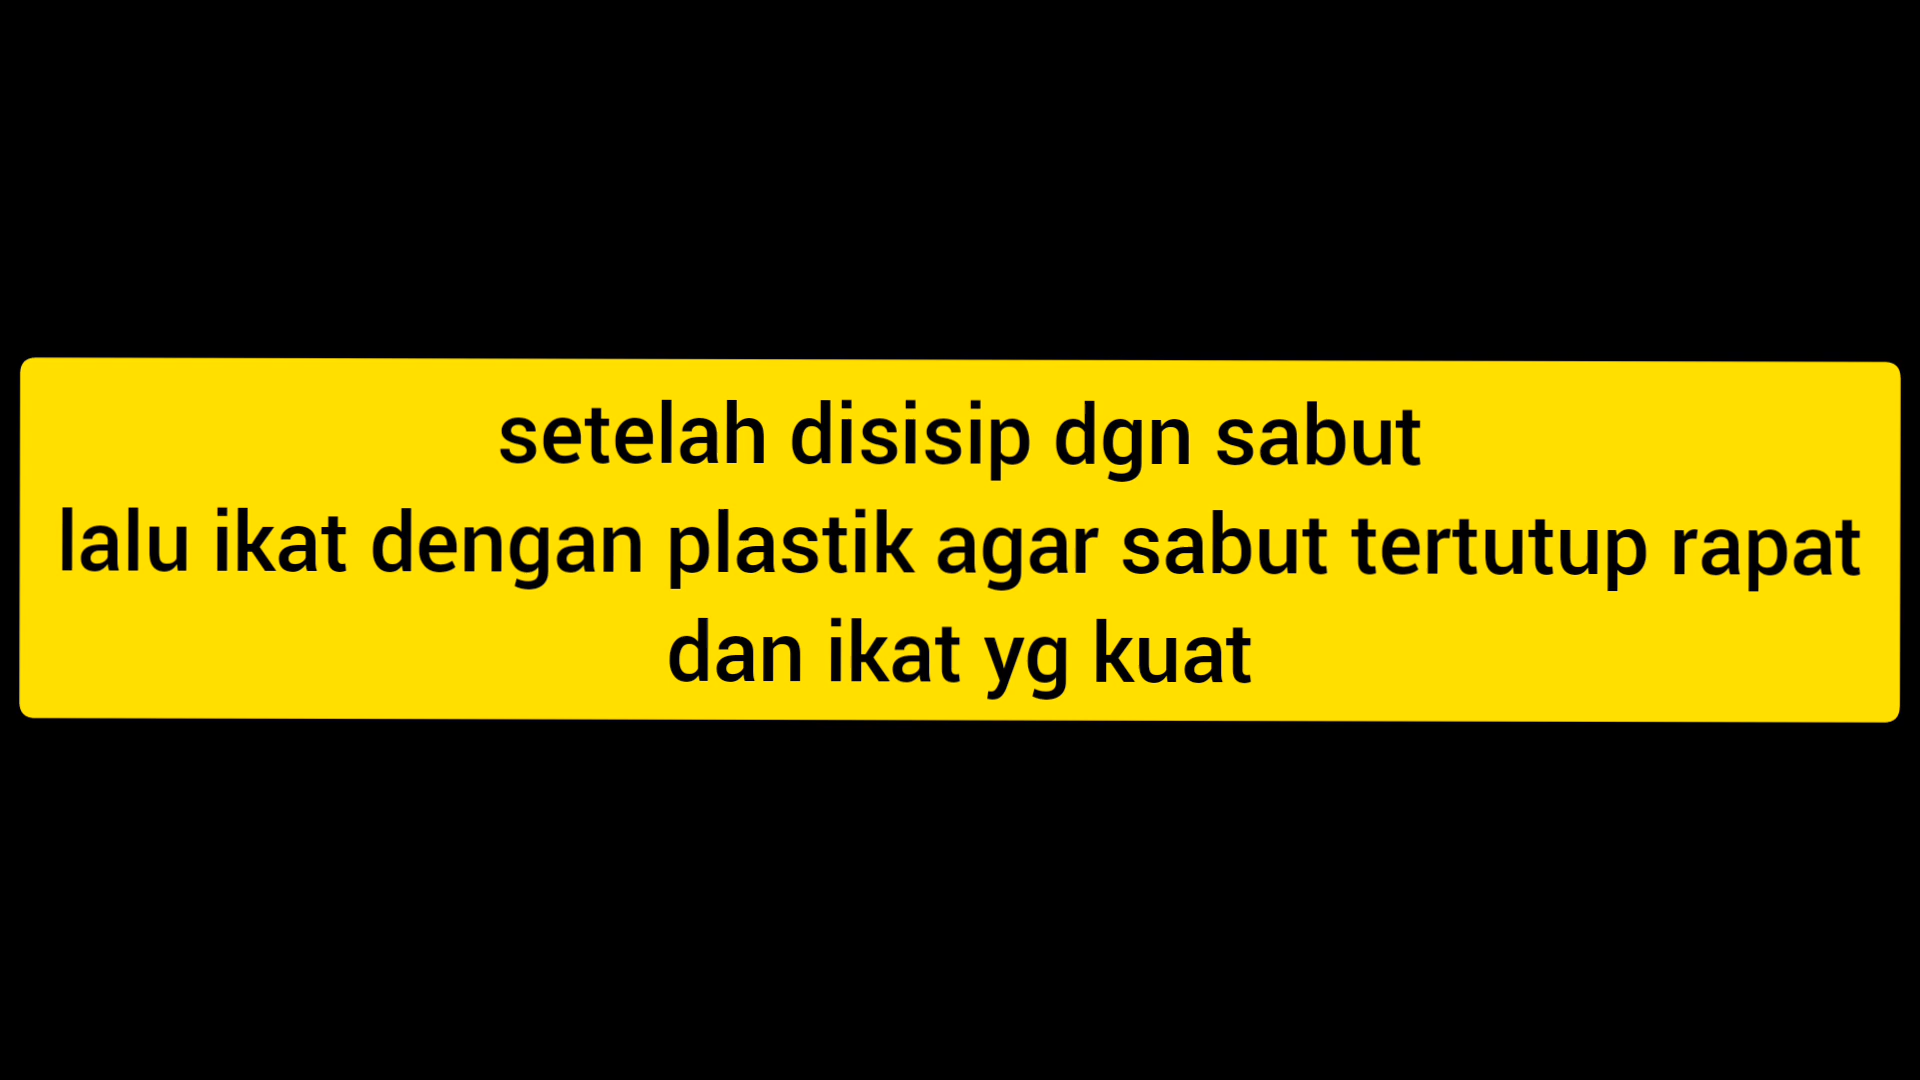 setelah disisip dgn sabut
lalu ikat dengan plastik agar sabut tertutup rapat
dan ikat yg kuat